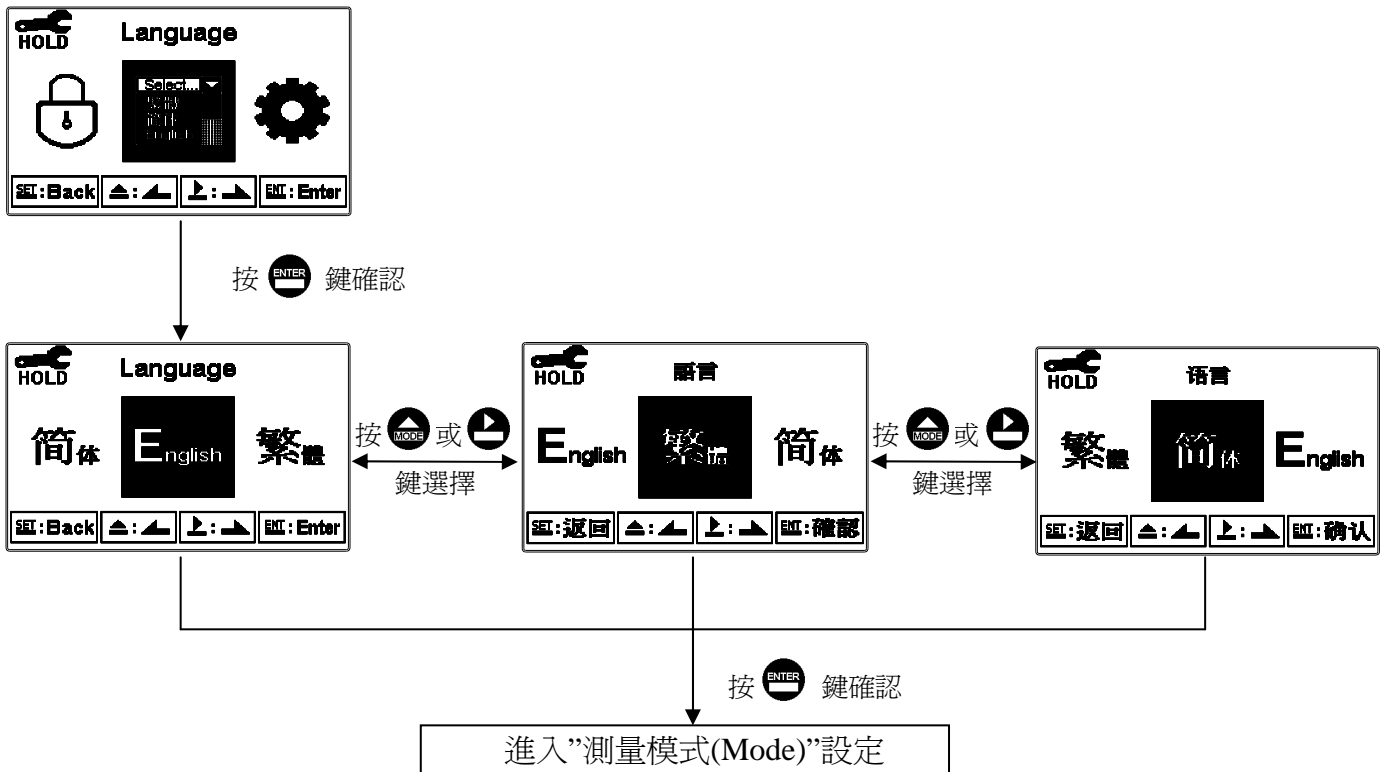 HOLD Language
Select...
SET:Back ENT:Enter
按 ENTER 鍵確認
HOLD Language
简体 English 繁體
SET:Back ENT:Enter
按 MODE 或
鍵選擇
HOLD 語言
English 繁體 简体
SET:返回 ENT:確認
按 MODE 或
鍵選擇
HOLD 语言
繁體 简体 English
SET:返回 ENT:确认
按 ENTER 鍵確認
進入”測量模式(Mode)”設定